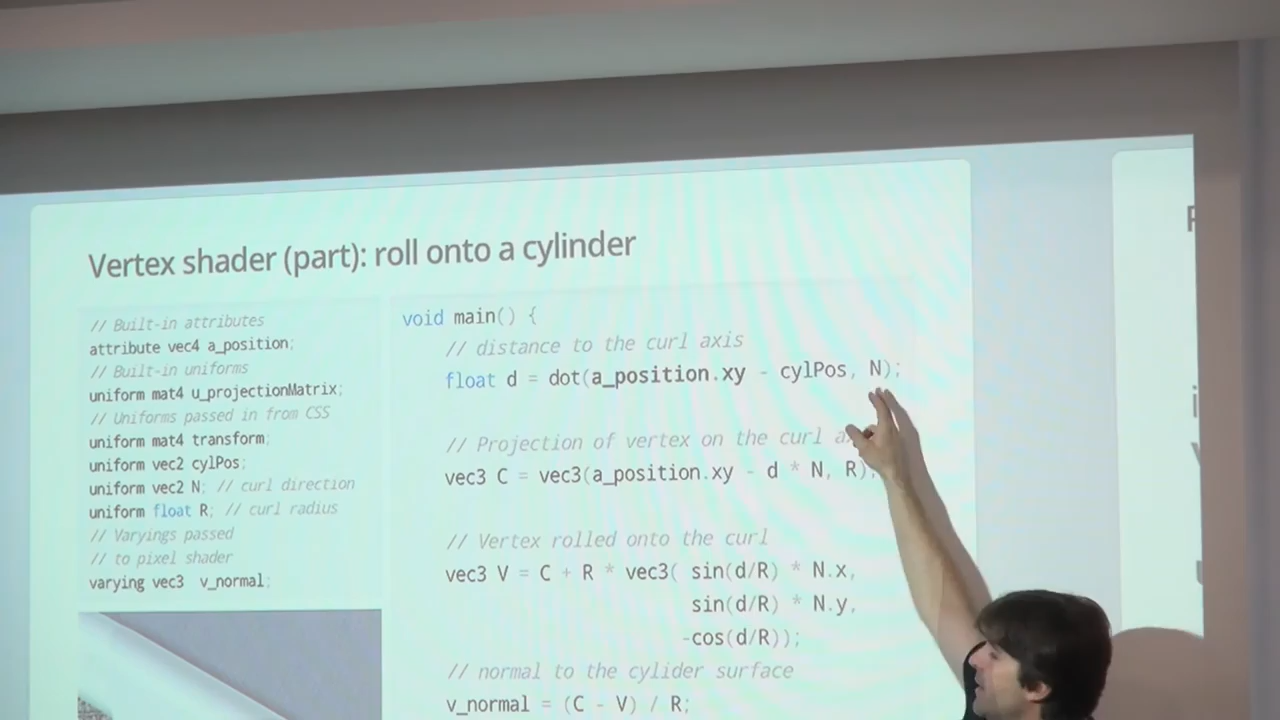 Vertex shader (part): roll onto a cylinder
// Built-in attributes
attribute vec4 a_position;
// Built-in uniforms
uniform mat4 u_projectionMatrix;
// Uniforms passed in from CSS
uniform mat4 transform;
uniform vec2 cylPos;
uniform vec2 N; // curl direction
uniform float R; // curl radius
// Varyings passed
// to pixel shader
varying vec3 v_normal;
void main() {
// distance to the curl axis
float d = dot(a_position.xy - cylPos, N);
// Projection of vertex on the curl
vec3 C = vec3(a_position.xy - d * N, R);
// Vertex rolled onto the curl
vec3 V = C + R * vec3( sin(d/R) * N.x,
sin(d/R) * N.y,
-cos(d/R));
// normal to the cylider surface
v_normal = (C - V) / R;